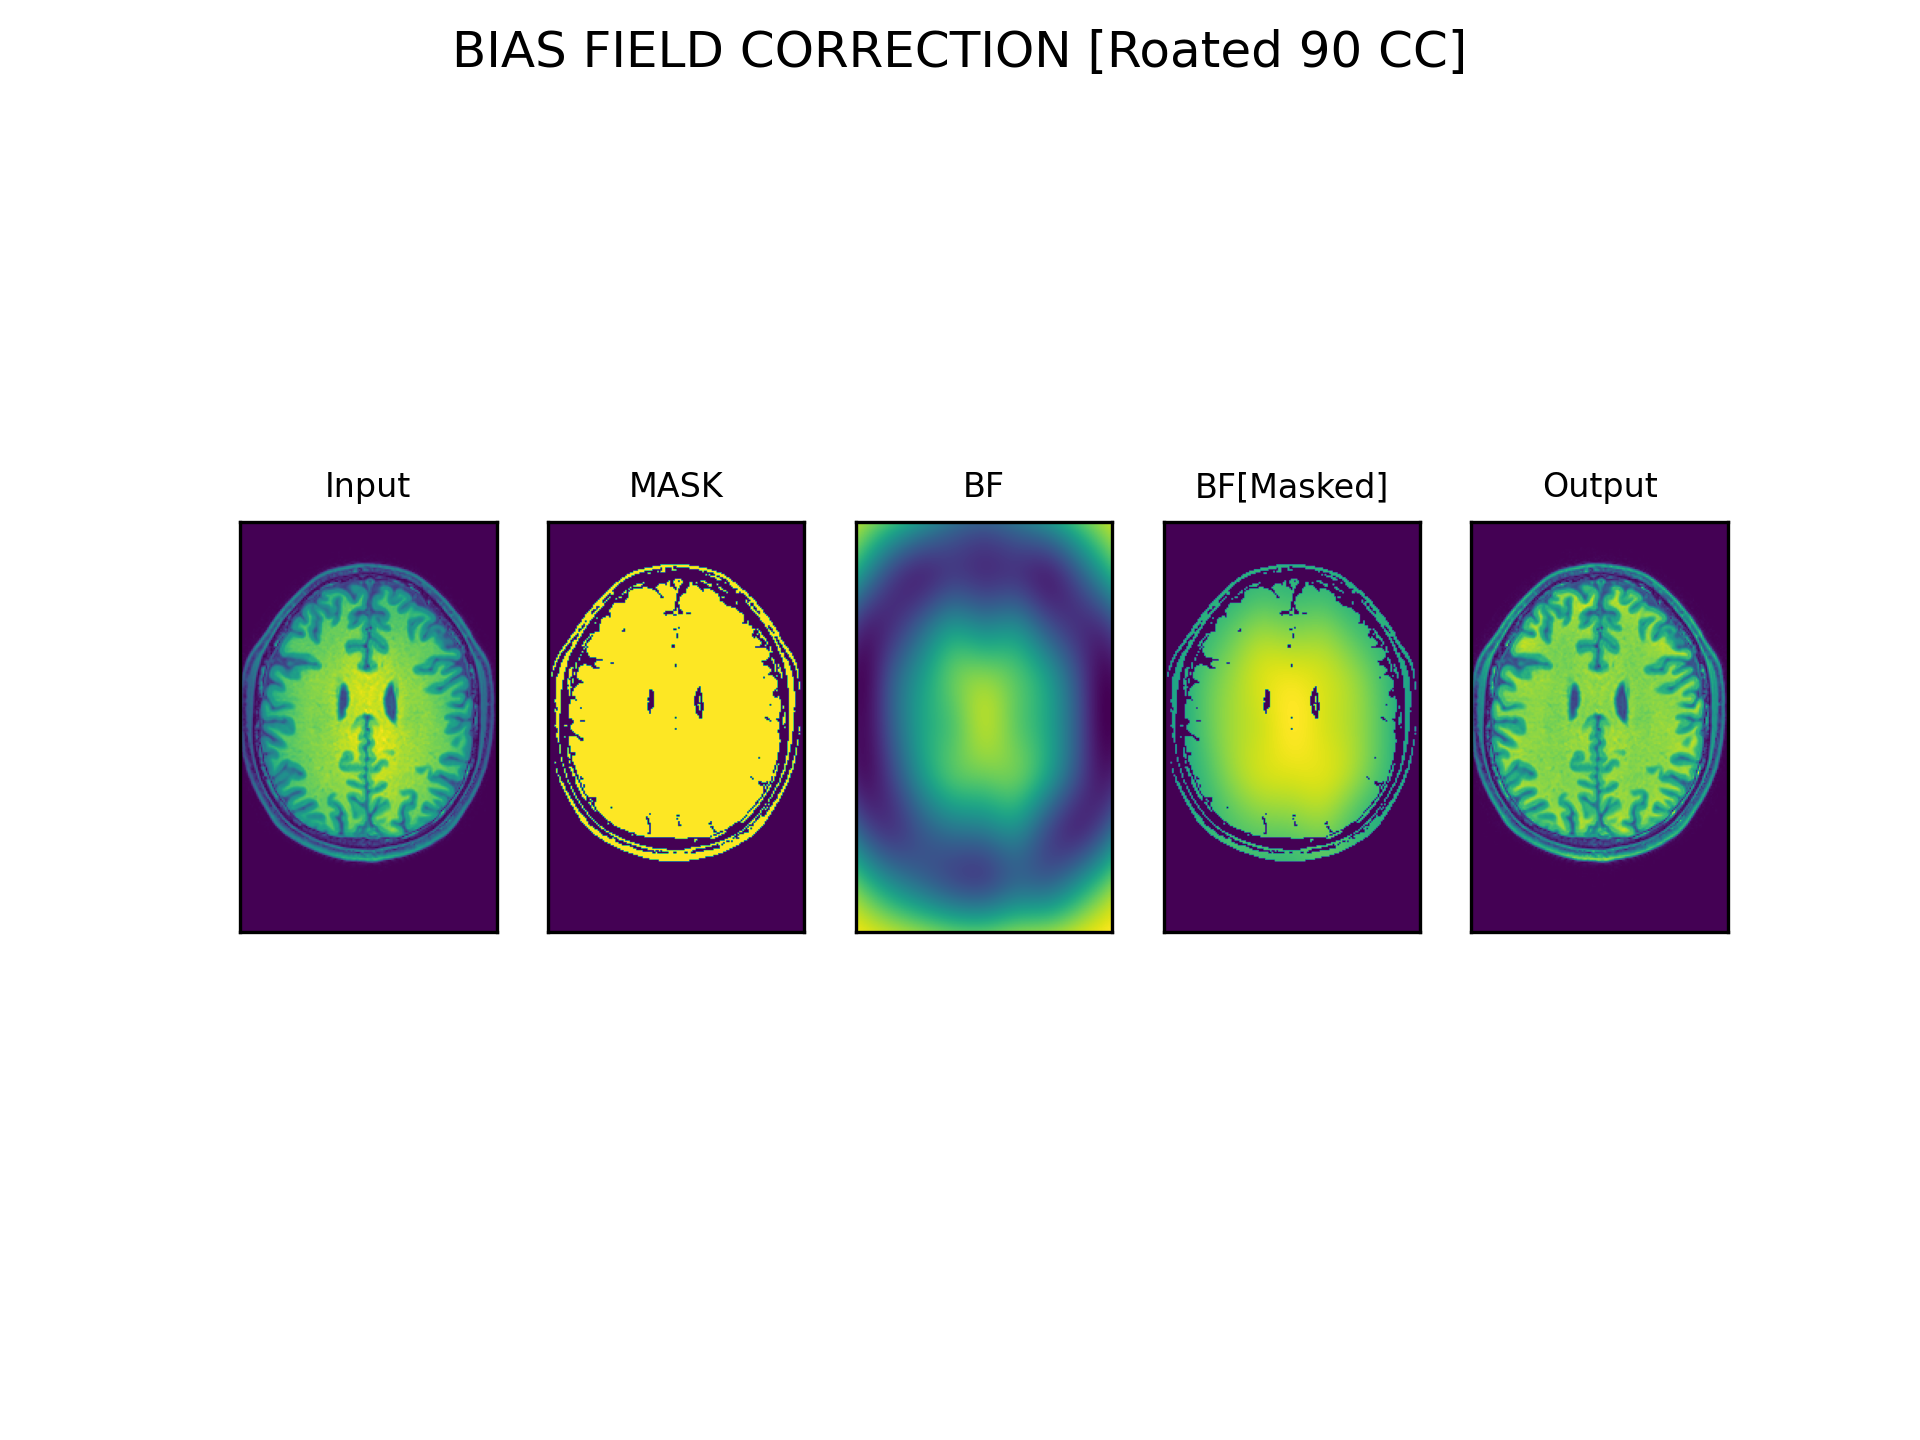 BIAS FIELD CORRECTION [Roated 90 CC]
Input
MASK
BF
BF[Masked]
Output